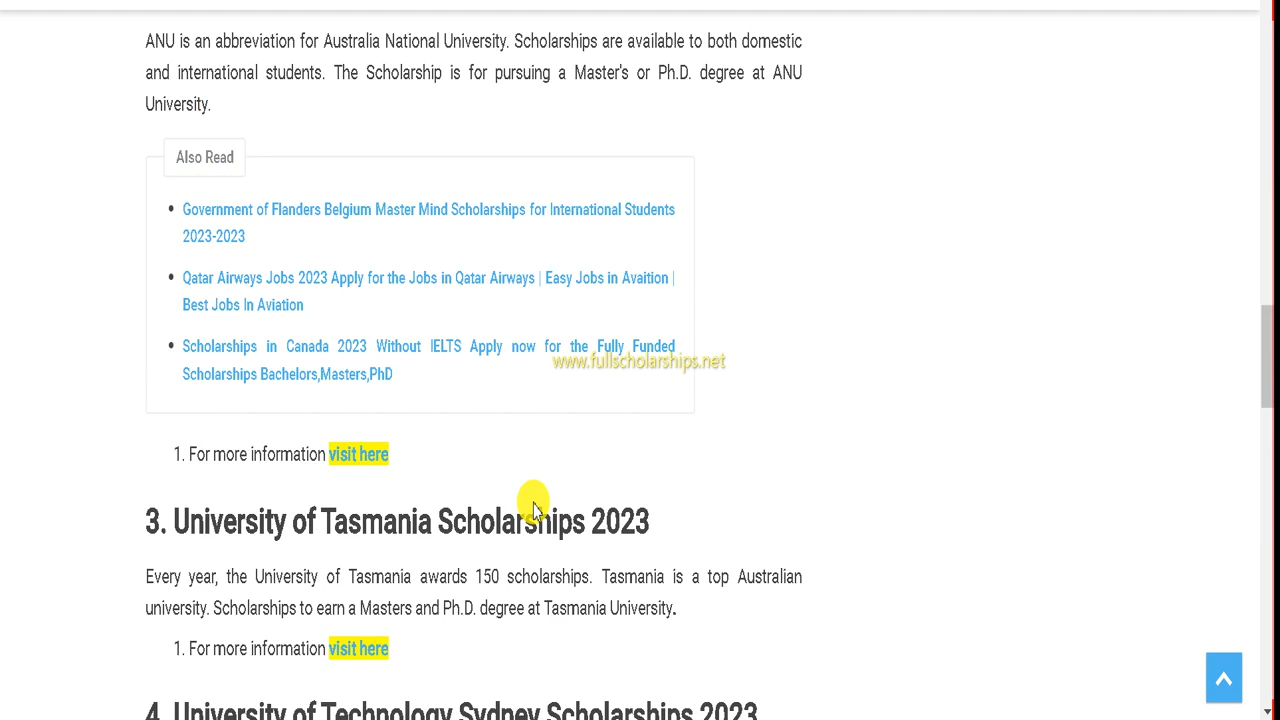 ANU is an abbreviation for Australia National University. Scholarships are available to both domestic
and international students. The Scholarship is for pursuing a Master's or Ph.D. degree at ANU
University.
Also Read
• Government of Flanders Belgium Master Mind Scholarships for International Students
2023-2023
• Qatar Airways Jobs 2023 Apply for the Jobs in Qatar Airways | Easy Jobs in Avaition |
Best Jobs In Aviation
• Scholarships in Canada 2023 Without IELTS Apply now for the Fully Funded
www.fullscholarships.net
Scholarships Bachelors,Masters,PhD
1. For more information visit here
3. University of Tasmania Scholarships 2023
Every year, the University of Tasmania awards 150 scholarships. Tasmania is a top Australian
university. Scholarships to earn a Masters and Ph.D. degree at Tasmania University.
1. For more information visit here
4. University of Technology Sydney Scholarships 2023